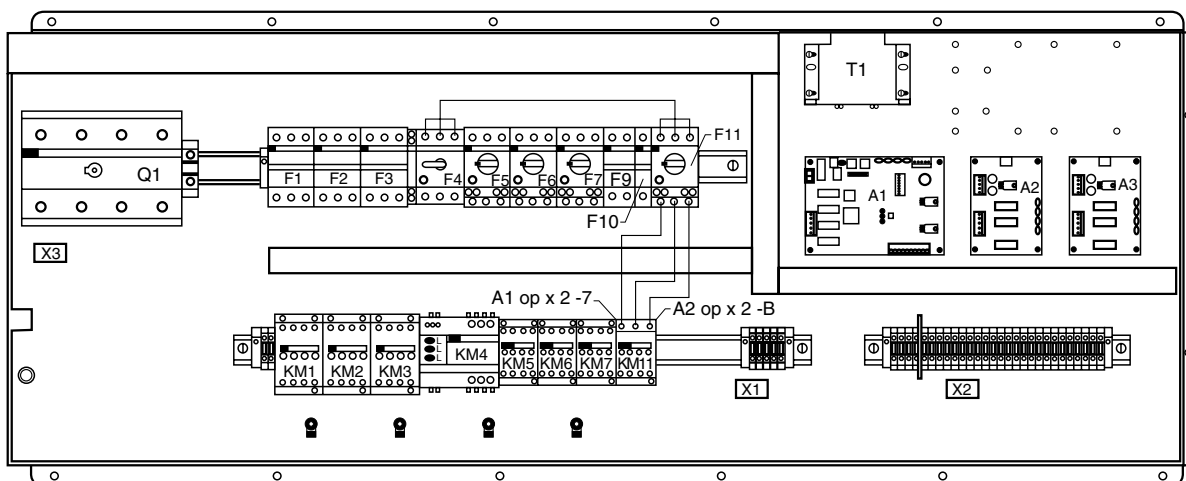 T1
F11
Q1
F1
F2
F3
F4
F5
F6
F7
F9
A1
A2
A3
F10
X3
A1 op x 2 -7
A2 op x 2 -B
L
L
L
KM1
KM2
KM3
KM4
KM5
KM6
KM7
KM11
X1
X2